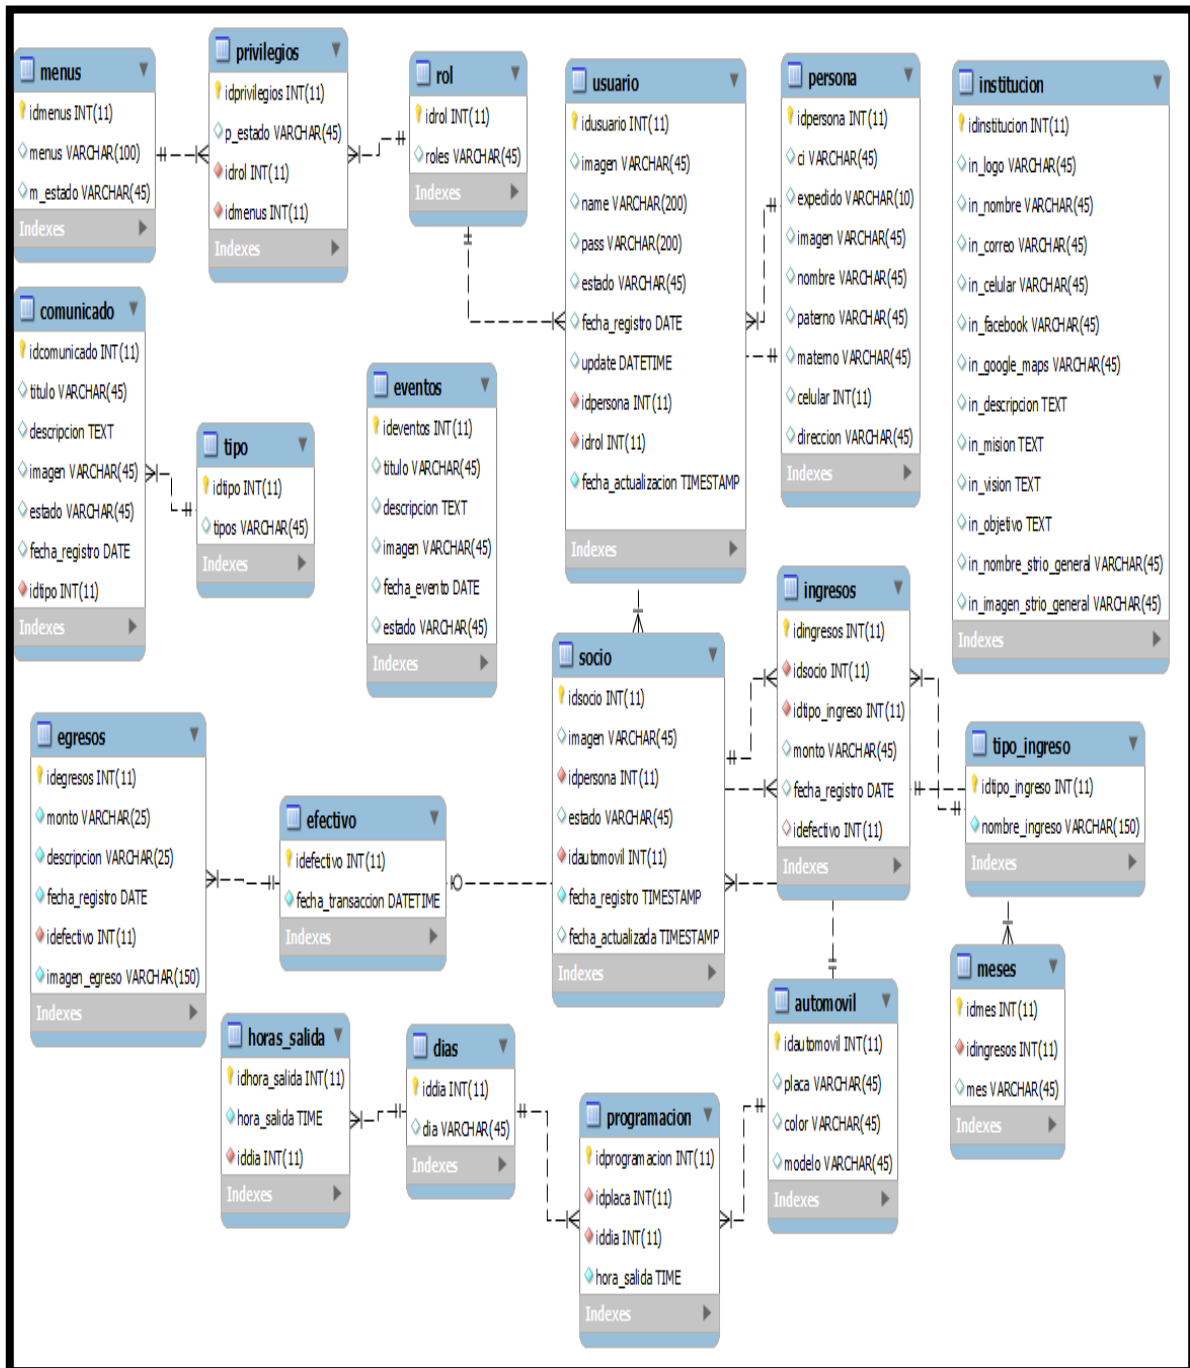 menus
idmenus INT(11)
menus VARCHAR(100)
m_estado VARCHAR(45)
Indexes
privilegios
idprivilegios INT(11)
p_estado VARCHAR(45)
idrol INT(11)
idmenus INT(11)
Indexes
rol
idrol INT(11)
roles VARCHAR(45)
Indexes
usuario
idusuario INT(11)
imagen VARCHAR(45)
name VARCHAR(200)
pass VARCHAR(200)
estado VARCHAR(45)
fecha_registro DATE
update DATETIME
idpersona INT(11)
idrol INT(11)
fecha_actualizacion TIMESTAMP
Indexes
persona
idpersona INT(11)
ci VARCHAR(45)
expedido VARCHAR(10)
imagen VARCHAR(45)
nombre VARCHAR(45)
paterno VARCHAR(45)
materno VARCHAR(45)
celular INT(11)
direccion VARCHAR(45)
Indexes
institucion
idinstitucion INT(11)
in_logo VARCHAR(45)
in_nombre VARCHAR(45)
in_correo VARCHAR(45)
in_celular VARCHAR(45)
in_facebook VARCHAR(45)
in_google_maps VARCHAR(45)
in_descripcion TEXT
in_mision TEXT
in_vision TEXT
in_objetivo TEXT
in_nombre_strio_general VARCHAR(45)
in_imagen_strio_general VARCHAR(45)
Indexes
comunicado
idcomunicado INT(11)
titulo VARCHAR(45)
descripcion TEXT
imagen VARCHAR(45)
estado VARCHAR(45)
fecha_registro DATE
idtipo INT(11)
Indexes
tipo
idtipo INT(11)
tipos VARCHAR(45)
Indexes
eventos
ideventos INT(11)
titulo VARCHAR(45)
descripcion TEXT
imagen VARCHAR(45)
fecha_evento DATE
estado VARCHAR(45)
Indexes
socio
idsocio INT(11)
imagen VARCHAR(45)
idpersona INT(11)
estado VARCHAR(45)
idautomovil INT(11)
fecha_registro TIMESTAMP
fecha_actualizada TIMESTAMP
Indexes
ingresos
idingresos INT(11)
idsocio INT(11)
idtipo_ingreso INT(11)
monto VARCHAR(45)
fecha_registro DATE
idefectivo INT(11)
Indexes
tipo_ingreso
idtipo_ingreso INT(11)
nombre_ingreso VARCHAR(150)
Indexes
egresos
idegresos INT(11)
monto VARCHAR(25)
descripcion VARCHAR(25)
fecha_registro DATE
idefectivo INT(11)
imagen_egreso VARCHAR(150)
Indexes
efectivo
idefectivo INT(11)
fecha_transaccion DATETIME
Indexes
meses
idmes INT(11)
idingresos INT(11)
mes VARCHAR(45)
Indexes
automovil
idautomovil INT(11)
placa VARCHAR(45)
color VARCHAR(45)
modelo VARCHAR(45)
Indexes
horas_salida
idhora_salida INT(11)
hora_salida TIME
iddia INT(11)
Indexes
dias
iddia INT(11)
dia VARCHAR(45)
Indexes
programacion
idprogramacion INT(11)
idplaca INT(11)
iddia INT(11)
hora_salida TIME
Indexes